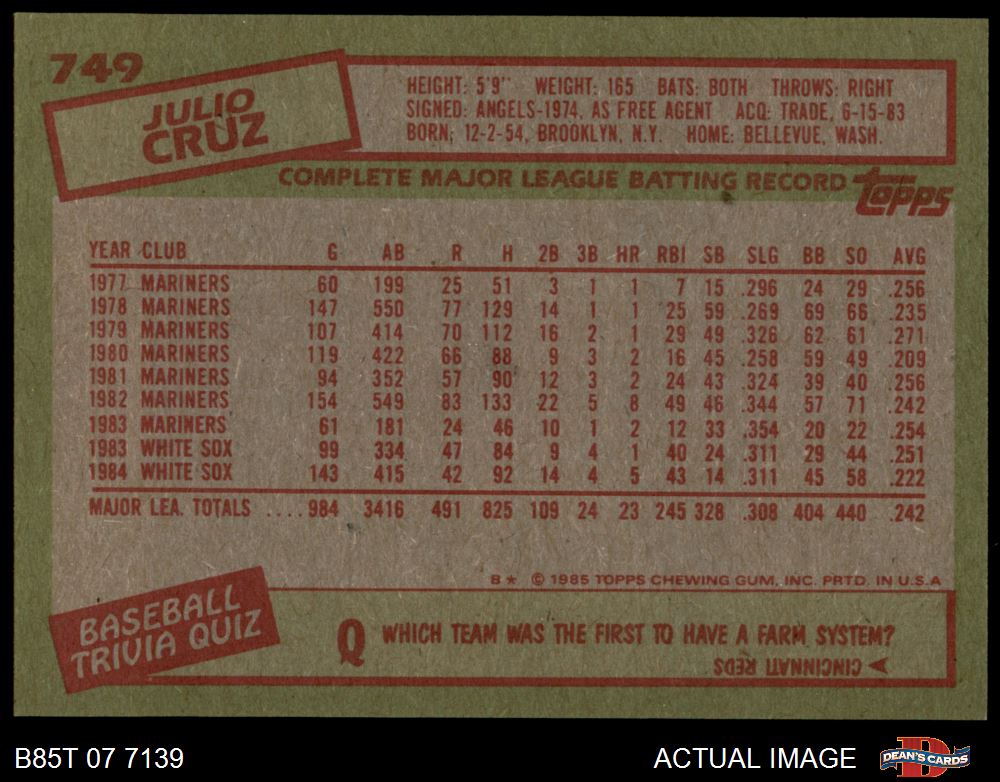 749
JULIO
CRUZ
HEIGHT: 5'9" WEIGHT: 165 BATS: BOTH THROWS: RIGHT
SIGNED: ANGELS-1974, AS FREE AGENT ACQ: TRADE, 6-15-83
BORN: 12-2-54, BROOKLYN, N.Y. HOME: BELLEVUE, WASH.
COMPLETE MAJOR LEAGUE BATTING RECORD topps
YEAR CLUB G AB R H 2B 3B HR RBI SB SLG BB SO AVG
1977 MARINERS 60 199 25 51 3 1 1 7 15 .296 24 29 .256
1978 MARINERS 147 550 77 129 14 1 1 25 59 .269 69 66 .235
1979 MARINERS 107 414 70 112 16 2 1 29 49 .326 62 61 .271
1980 MARINERS 119 422 66 88 9 3 2 16 45 .258 59 49 .209
1981 MARINERS 94 352 57 90 12 3 2 24 43 .324 39 40 .256
1982 MARINERS 154 549 83 133 22 5 8 49 46 .344 57 71 .242
1983 MARINERS 61 181 24 46 10 1 2 12 33 .354 20 22 .254
1983 WHITE SOX 99 334 47 84 9 4 1 40 24 .311 29 44 .251
1984 WHITE SOX 143 415 42 92 14 4 5 43 14 .311 45 58 .222
MAJOR LEA. TOTALS ....984 3416 491 825 109 24 23 245 328 .308 404 440 .242
B* © 1985 TOPPS CHEWING GUM, INC. PRTD. IN U.S.A
BASEBALL
TRIVIA QUIZ
Q WHICH TEAM WAS THE FIRST TO HAVE A FARM SYSTEM?
A CINCINNATI REDS
B85T 07 7139
ACTUAL IMAGE
DEAN'S CARDS